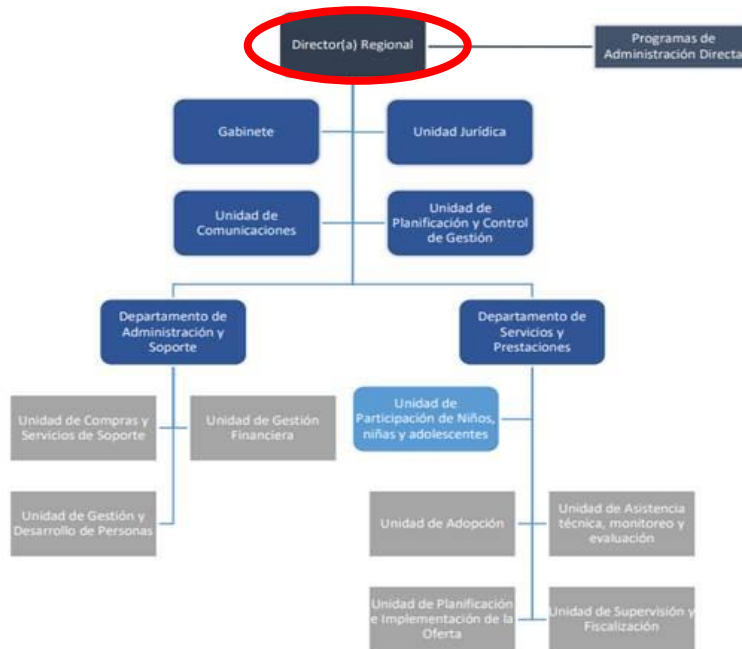 Director(a) Regional
Programas de
Administración Directa
Gabinete
Unidad Jurídica
Unidad de
Comunicaciones
Unidad de
Planificación y Control
de Gestión
Departamento de
Administración y
Soporte
Departamento de
Servicios y
Prestaciones
Unidad de Compras y
Servicios de Soporte
Unidad de Gestión
Financiera
Unidad de
Participación de Niños,
niñas y adolescentes
Unidad de Gestión y
Desarrollo de Personas
Unidad de Adopción
Unidad de Asistencia
técnica, monitoreo y
evaluación
Unidad de Planificación
e Implementación de la
Oferta
Unidad de Supervisión y
Fiscalización